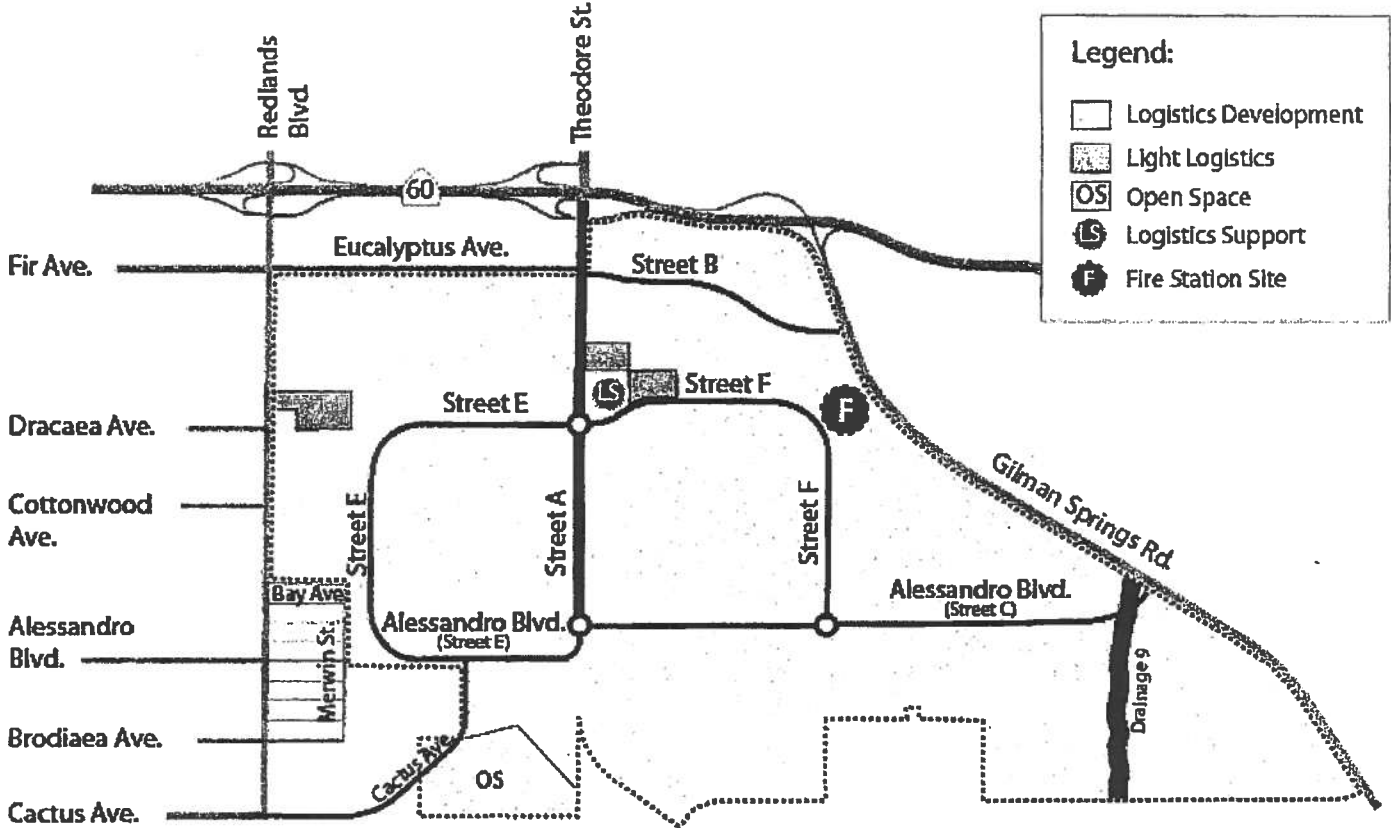 Redlands
Blvd.
Theodore St.
Legend:
Logistics Development
Light Logistics
OS Open Space
LS Logistics Support
F Fire Station Site
60
Fir Ave.
Eucalyptus Ave.
Street B
LS
Street F
Street E
F
Dracaea Ave.
Cottonwood
Ave.
Street E
Street A
Street F
Gilman Springs Rd.
Bay Ave
Alessandro Blvd.
(Street C)
Alessandro Blvd.
(Street E)
Alessandro
Blvd.
Merwin St.
Drainage 9
Brodiaea Ave.
Cactus Ave.
OS
Cactus Ave.